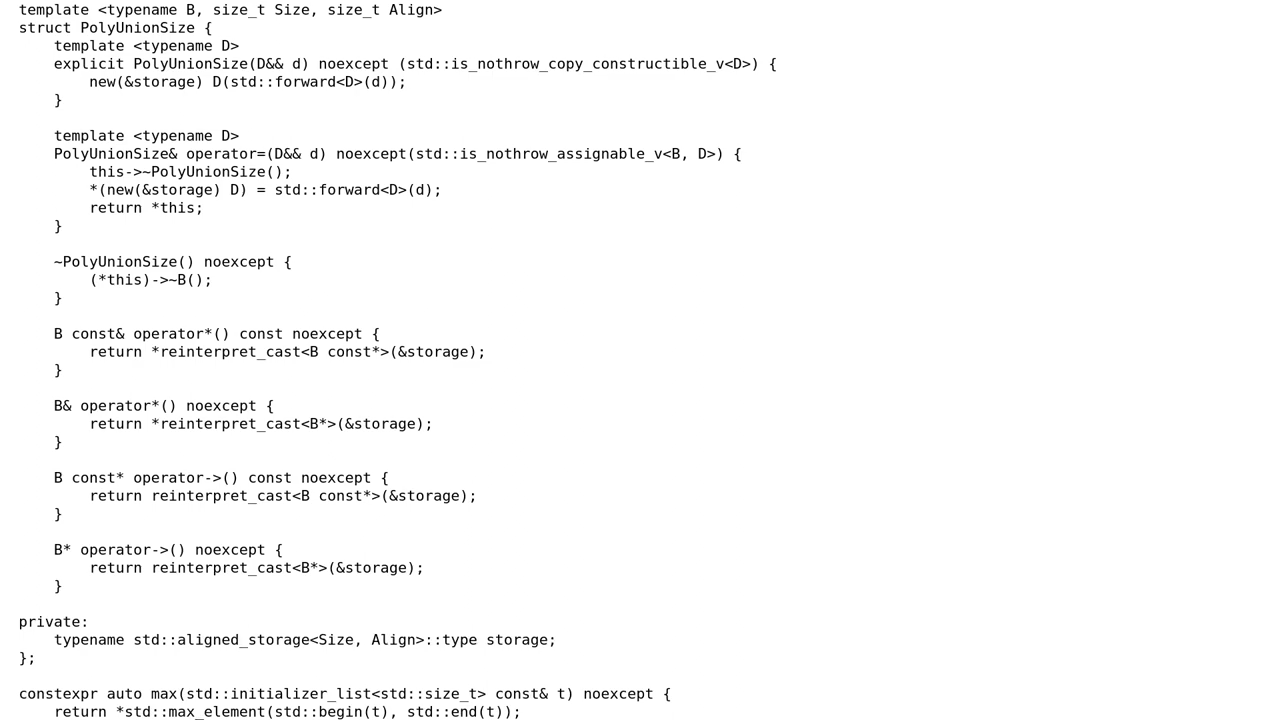 template <typename B, size_t Size, size_t Align>
struct PolyUnionSize {
    template <typename D>
    explicit PolyUnionSize(D&& d) noexcept (std::is_nothrow_copy_constructible_v<D>) {
        new(&storage) D(std::forward<D>(d));
    }

    template <typename D>
    PolyUnionSize& operator=(D&& d) noexcept(std::is_nothrow_assignable_v<B, D>) {
        this->~PolyUnionSize();
        *(new(&storage) D) = std::forward<D>(d);
        return *this;
    }

    ~PolyUnionSize() noexcept {
        (*this)->~B();
    }

    B const& operator*() const noexcept {
        return *reinterpret_cast<B const*>(&storage);
    }

    B& operator*() noexcept {
        return *reinterpret_cast<B*>(&storage);
    }

    B const* operator->() const noexcept {
        return reinterpret_cast<B const*>(&storage);
    }

    B* operator->() noexcept {
        return reinterpret_cast<B*>(&storage);
    }

private:
    typename std::aligned_storage<Size, Align>::type storage;
};

constexpr auto max(std::initializer_list<std::size_t> const& t) noexcept {
    return *std::max_element(std::begin(t), std::end(t));